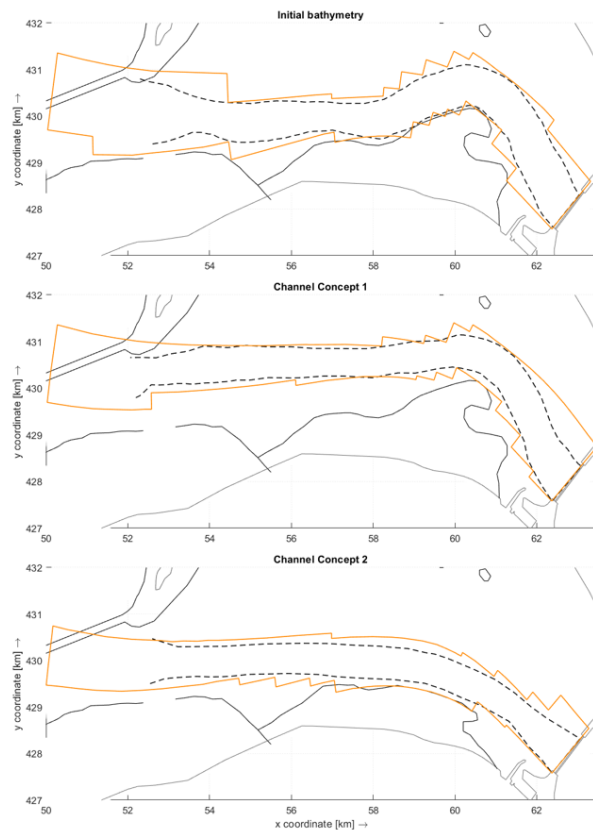 Initial bathymetry
432
431
430
429
428
427
y coordinate [km] →
50 52 54 56 58 60 62
Channel Concept 1
432
431
430
429
428
427
y coordinate [km] →
50 52 54 56 58 60 62
Channel Concept 2
432
431
430
429
428
427
y coordinate [km] →
50 52 54 56 58 60 62
x coordinate [km] →